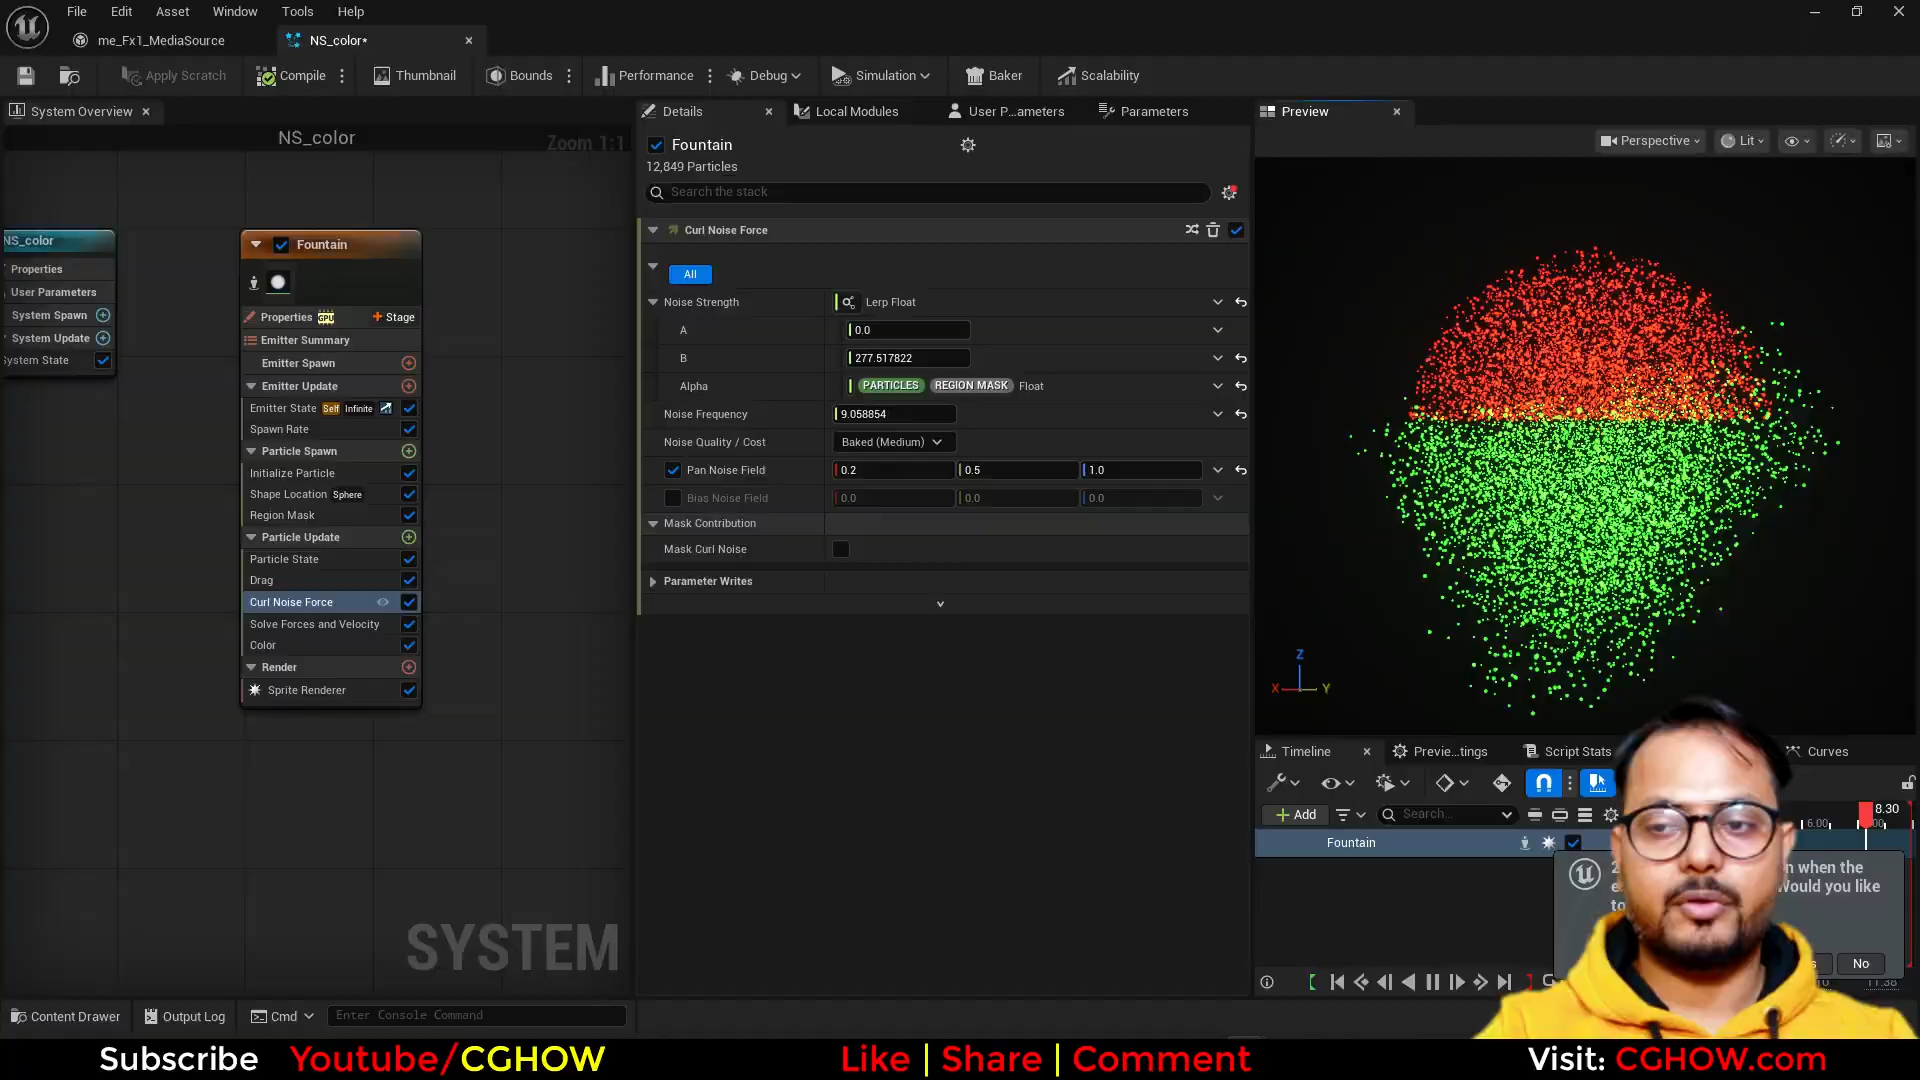 File Edit Asset Window Tools Help
me_Fx1_MediaSource NS_color*
Apply Scratch Compile Thumbnail Bounds Performance Debug Simulation Baker Scalability
System Overview Details Local Modules User P...ameters Parameters Preview
NS_color Zoom 1:1
Fountain
12,849 Particles
Search the stack
Perspective Lit
Curl Noise Force
All
Noise Strength Lerp Float
A 0.0
B 277.517822
Alpha PARTICLES REGION MASK Float
Noise Frequency 9.058854
Noise Quality / Cost Baked (Medium)
Pan Noise Field 0.2 0.5 1.0
Bias Noise Field 0.0 0.0 0.0
Mask Contribution
Mask Curl Noise
Parameter Writes
NS_color
Properties
User Parameters
System Spawn
System Update
System State
Fountain
Properties CPU Stage
Emitter Summary
Emitter Spawn
Emitter Update
Emitter State Self Infinite
Spawn Rate
Particle Spawn
Initialize Particle
Shape Location Sphere
Region Mask
Particle Update
Particle State
Drag
Curl Noise Force
Solve Forces and Velocity
Color
Render
Sprite Renderer
SYSTEM
Z
X Y
Timeline Previe...tings Script Stats Curves
Add Search... 8.30
6.00
Fountain
n when the
Would you like
to
No
11.38
Content Drawer Output Log Cmd Enter Console Command
Subscribe Youtube/CGHOW Like | Share | Comment Visit: CGHOW.com